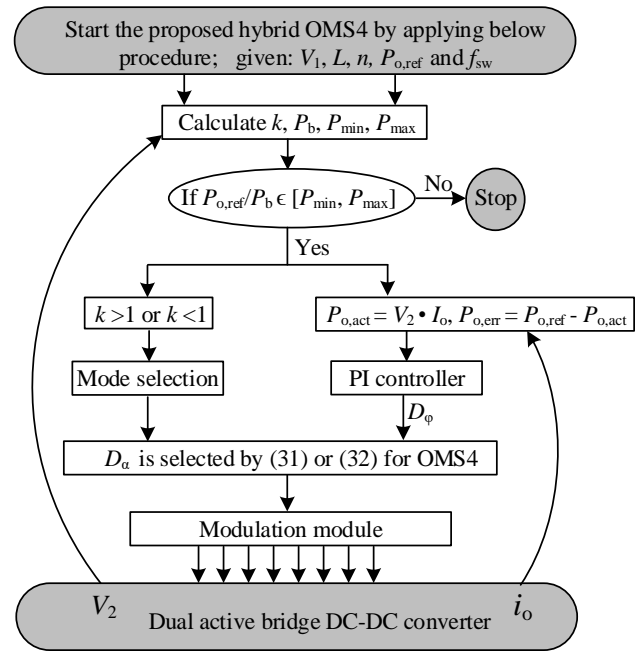 Start the proposed hybrid OMS4 by applying below
procedure; given: V₁, L, n, Pₒ,ref and fsw
Calculate k, Pb, Pmin, Pmax
If Po,ref/Pb ϵ [Pmin, Pmax]
No
Stop
Yes
k >1 or k <1
Po,act = V₂ • Io, Po,err = Po,ref - Po,act
Mode selection
PI controller
Dφ
Dα is selected by (31) or (32) for OMS4
Modulation module
V₂
io
Dual active bridge DC-DC converter